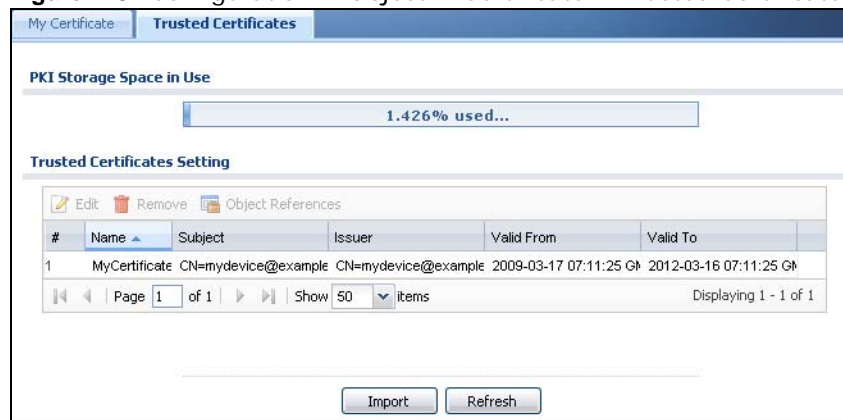 My Certificate Trusted Certificates
PKI Storage Space in Use
1.426% used...
Trusted Certificates Setting
Edit Remove Object References
# Name Subject Issuer Valid From Valid To
1 MyCertificate CN=mydevice@example CN=mydevice@example 2009-03-17 07:11:25 GM 2012-03-16 07:11:25 GM
Page 1 of 1 Show 50 items Displaying 1 - 1 of 1
Import Refresh